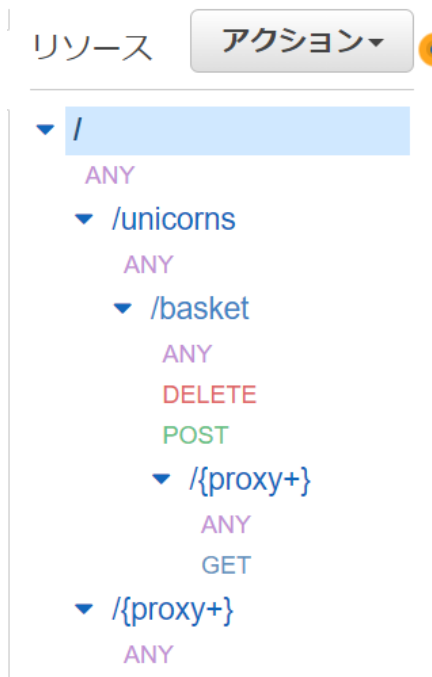 リソース アクション
/
ANY
/unicorns
ANY
/basket
ANY
DELETE
POST
/{proxy+}
ANY
GET
/{proxy+}
ANY